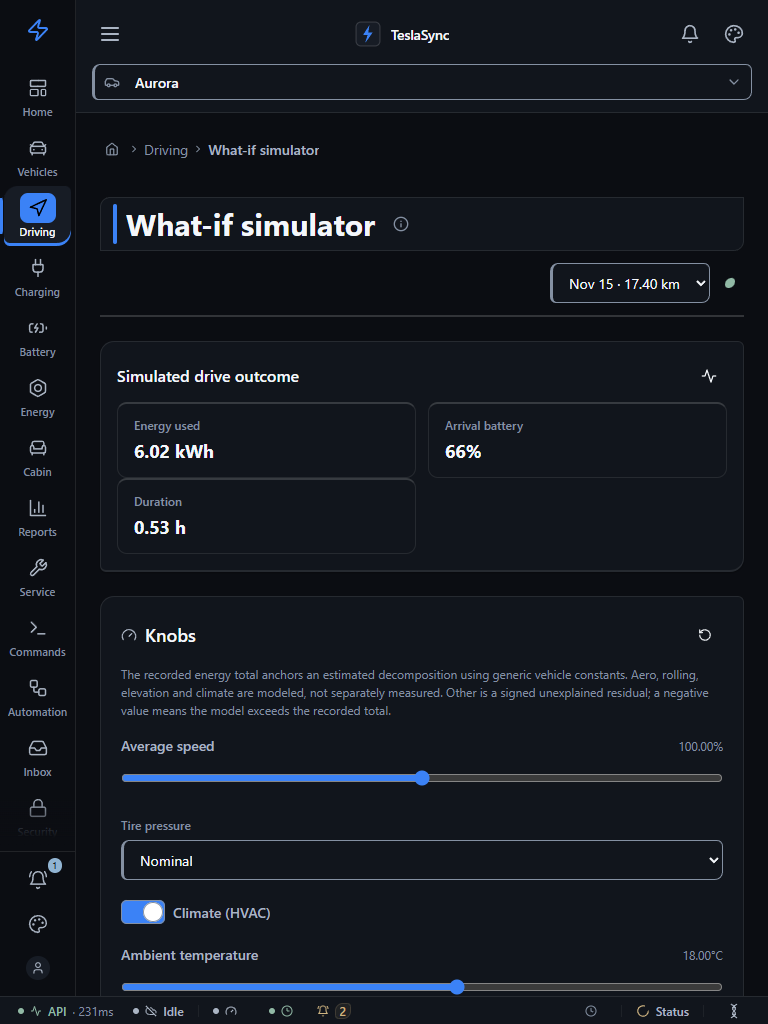 TeslaSync
Aurora
Home
Vehicles
Driving
Charging
Battery
Energy
Cabin
Reports
Service
Commands
Automation
Inbox
Security
1
Driving
What-if simulator
What-if simulator
Nov 15 · 17.40 km
Simulated drive outcome
Energy used
6.02 kWh
Arrival battery
66%
Duration
0.53 h
Knobs
The recorded energy total anchors an estimated decomposition using generic vehicle constants. Aero, rolling,
elevation and climate are modeled, not separately measured. Other is a signed unexplained residual; a negative
value means the model exceeds the recorded total.
Average speed
100.00%
Tire pressure
Nominal
Climate (HVAC)
Ambient temperature
18.00°C
API · 231ms
Idle
2
Status